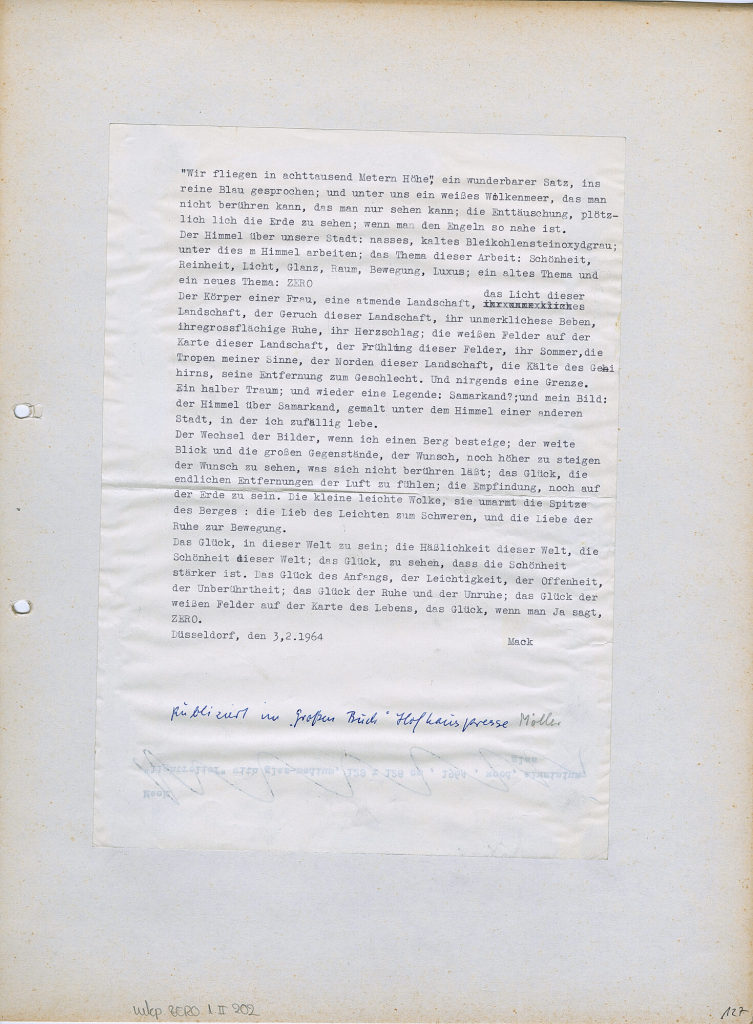 "Wir fliegen in achttausend Metern Höhe", ein wunderbarer Satz, ins
reine Blau gesprochen; und unter uns ein weißes Wolkenmeer, das man
nicht berühren kann, das man nur sehen kann; die Enttäuschung, plötz-
lich lich die Erde zu sehen; wenn man den Engeln so nahe ist.
Der Himmel über unsere Stadt: nasses, kaltes Bleikohlensteinoxydgrau;
unter dies m Himmel arbeiten; das Thema dieser Arbeit: Schönheit,
Reinheit, Licht, Glanz, Raum, Bewegung, Luxus; ein altes Thema und
ein neues Thema: ZERO
das Licht dieser
Der Körper einer Frau, eine atmende Landschaft,
Landschaft, der Geruch dieser Landschaft, ihr unmerklichese Beben,
ihregrossflächige Ruhe, ihr Herzschlag; die weißen Felder auf der
Karte dieser Landschaft, der Frühling dieser Felder, ihr Sommer,die
Tropen meiner Sinne, der Norden dieser Landschaft, die Kälte des Gehi
hirns, seine Entfernung zum Geschlecht. Und nirgends eine Grenze.
Ein halber Traum; und wieder eine Legende: Samarkand?;und mein Bild:
der Himmel über Samarkand, gemalt unter dem Himmel einer anderen
Stadt, in der ich zufällig lebe.
Der Wechsel der Bilder, wenn ich einen Berg besteige; der weite
Blick und die großen Gegenstände, der Wunsch, noch höher zu steigen
der Wunsch zu sehen, was sich nicht berühren läßt; das Glück, die
endlichen Entfernungen der Luft zu fühlen; die Empfindung, noch auf
der Erde zu sein. Die kleine leichte Wolke, sie umarmt die Spitze
des Berges : die Lieb des Leichten zum Schweren, und die Liebe der
Ruhe zur Bewegung.
Das Glück, in dieser Welt zu sein; die Häßlichkeit dieser Welt, die
Schönheit dieser Welt; das Glück, zu sehen, dass die Schönheit
stärker ist. Das Glück des Anfangs, der Leichtigkeit, der Offenheit,
der Unberührtheit; das Glück der Ruhe und der Unruhe; das Glück der
weißen Felder auf der Karte des Lebens, das Glück, wenn man Ja sagt,
ZERO.
Düsseldorf, den 3,2.1964 Mack
publiziert im "Großen Buch" Hofhauspresse Möller
mkp. ZERO 1 II 202
127